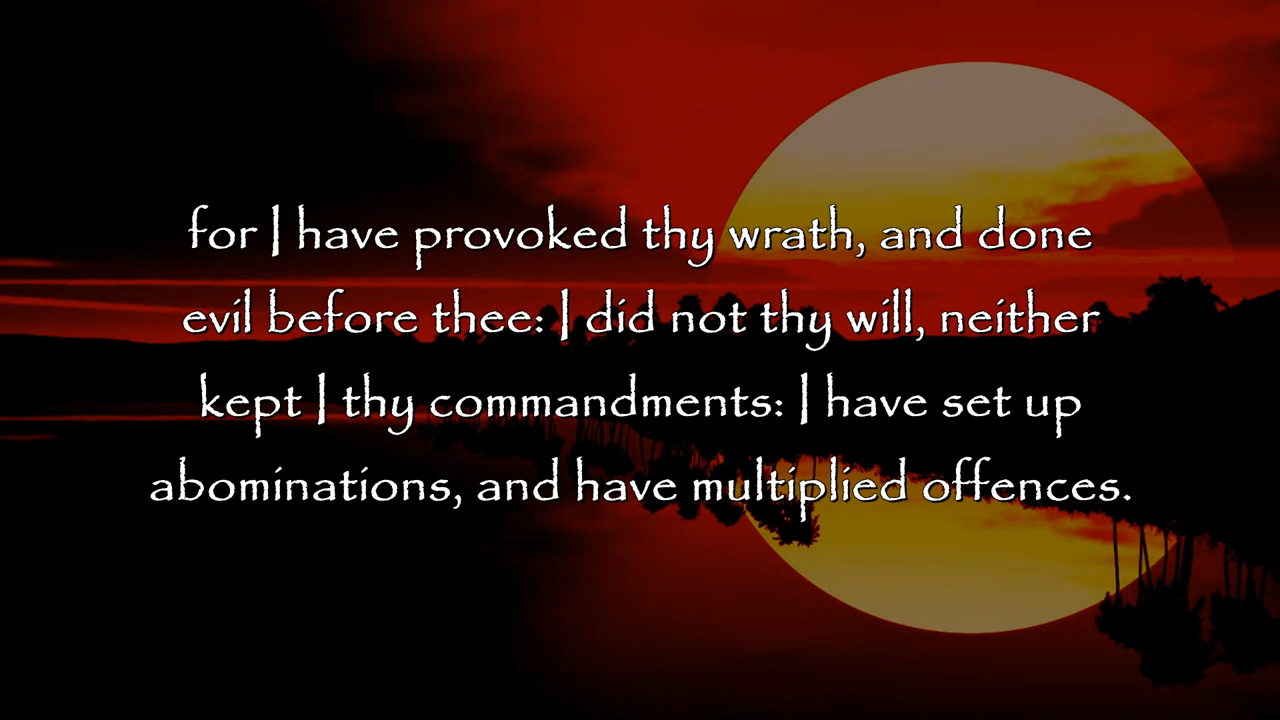 for I have provoked thy wrath, and done
evil before thee: I did not thy will, neither
kept I thy commandments: I have set up
abominations, and have multiplied offences.